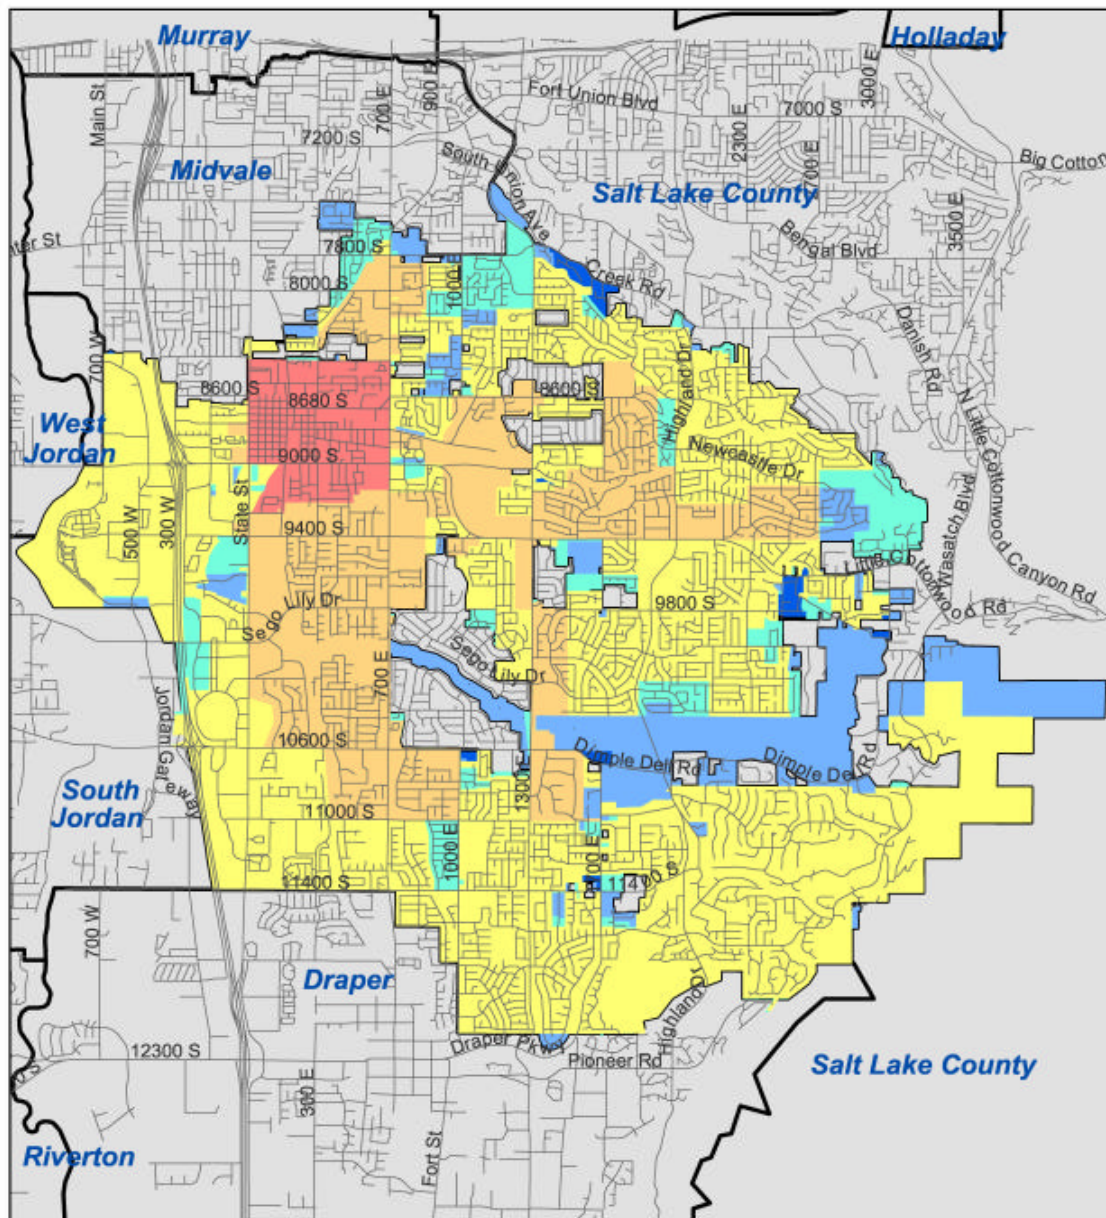 Murray
Holladay
Main St
700 E
900 E
Fort Union Blvd
3000 E
7000 S
2300 E
7200 S
Big Cotton
Midvale
South Union Ave
Salt Lake County
700 E
3500 E
Bengal Blvd
ter St
7800 S
8000 S
1000
Creek Rd
Danish Rd
700 W
8600 S
8680 S
8600 S
Highland Dr
N Little Cottonwood Canyon Rd
West
Jordan
9000 S
Newcastle Dr
State St
500 W
300 W
9400 S
Wasatch Blvd
Little Cottonwood Rd
9800 S
Sego Lily Dr
Sego Lily Dr
700 E
Jordan Gateway
10600 S
Dimple Dell Rd
Dimple Dell Rd
1300 E
South
Jordan
11000 S
1000 E
00 E
11400 S
11400 S
700 W
Draper
Highland Dr
12300 S
Draper Pkwy
Pioneer Rd
Salt Lake County
0 S
300 E
Fort St
Riverton